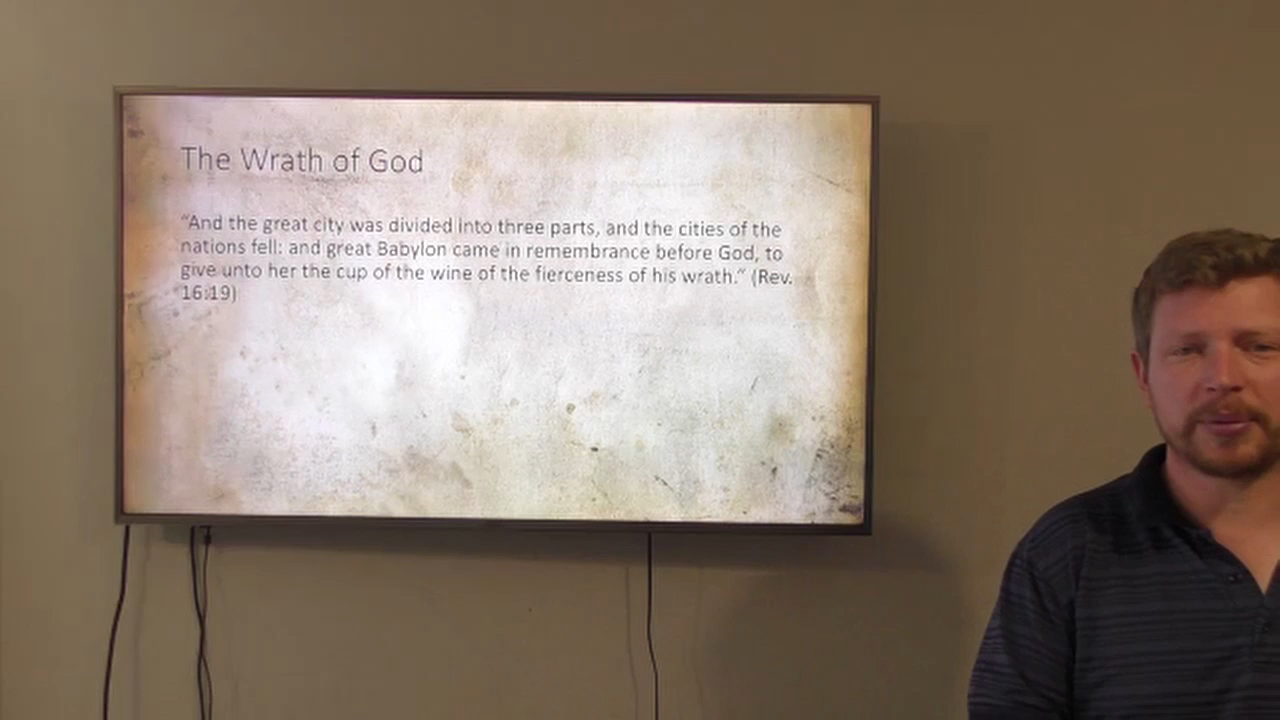 The Wrath of God
“And the great city was divided into three parts, and the cities of the
nations fell: and great Babylon came in remembrance before God, to
give unto her the cup of the wine of the fierceness of his wrath.” (Rev.
16:19)